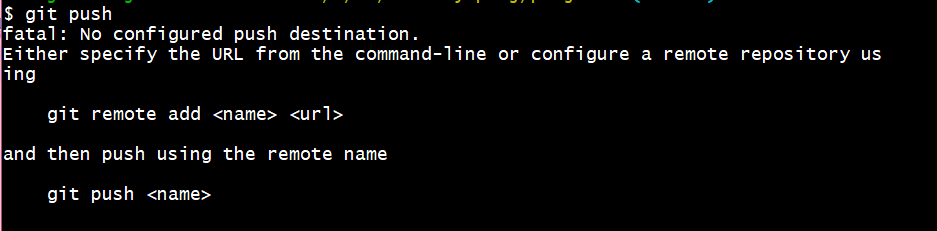 $ git push
fatal: No configured push destination.
Either specify the URL from the command-line or configure a remote repository us
ing
git remote add <name> <url>
and then push using the remote name
git push <name>